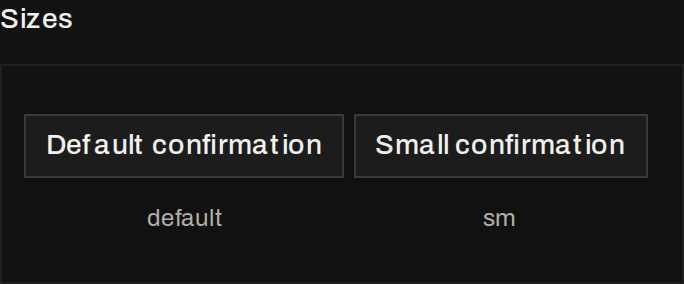 Sizes
Default confirmation
Small confirmation
default
sm